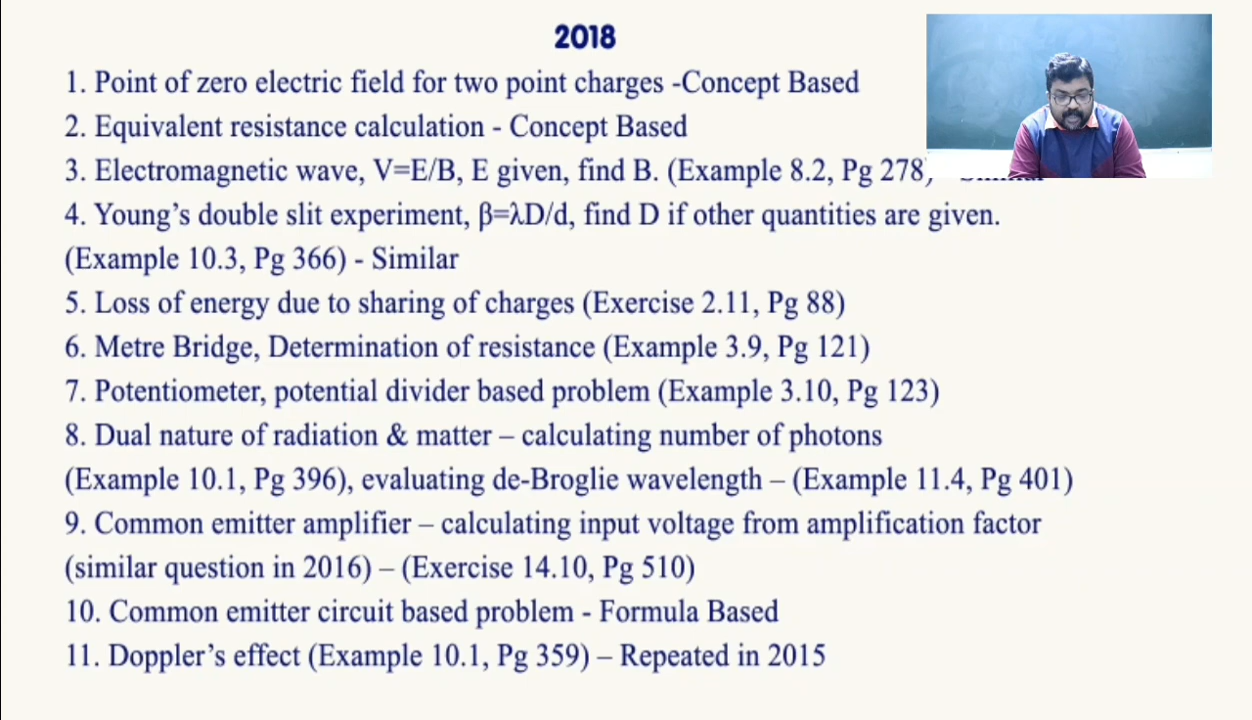 2018
1. Point of zero electric field for two point charges -Concept Based
2. Equivalent resistance calculation - Concept Based
3. Electromagnetic wave, V=E/B, E given, find B. (Example 8.2, Pg 278)
4. Young's double slit experiment, β=λD/d, find D if other quantities are given.
(Example 10.3, Pg 366) - Similar
5. Loss of energy due to sharing of charges (Exercise 2.11, Pg 88)
6. Metre Bridge, Determination of resistance (Example 3.9, Pg 121)
7. Potentiometer, potential divider based problem (Example 3.10, Pg 123)
8. Dual nature of radiation & matter – calculating number of photons
(Example 10.1, Pg 396), evaluating de-Broglie wavelength – (Example 11.4, Pg 401)
9. Common emitter amplifier – calculating input voltage from amplification factor
(similar question in 2016) – (Exercise 14.10, Pg 510)
10. Common emitter circuit based problem - Formula Based
11. Doppler's effect (Example 10.1, Pg 359) – Repeated in 2015